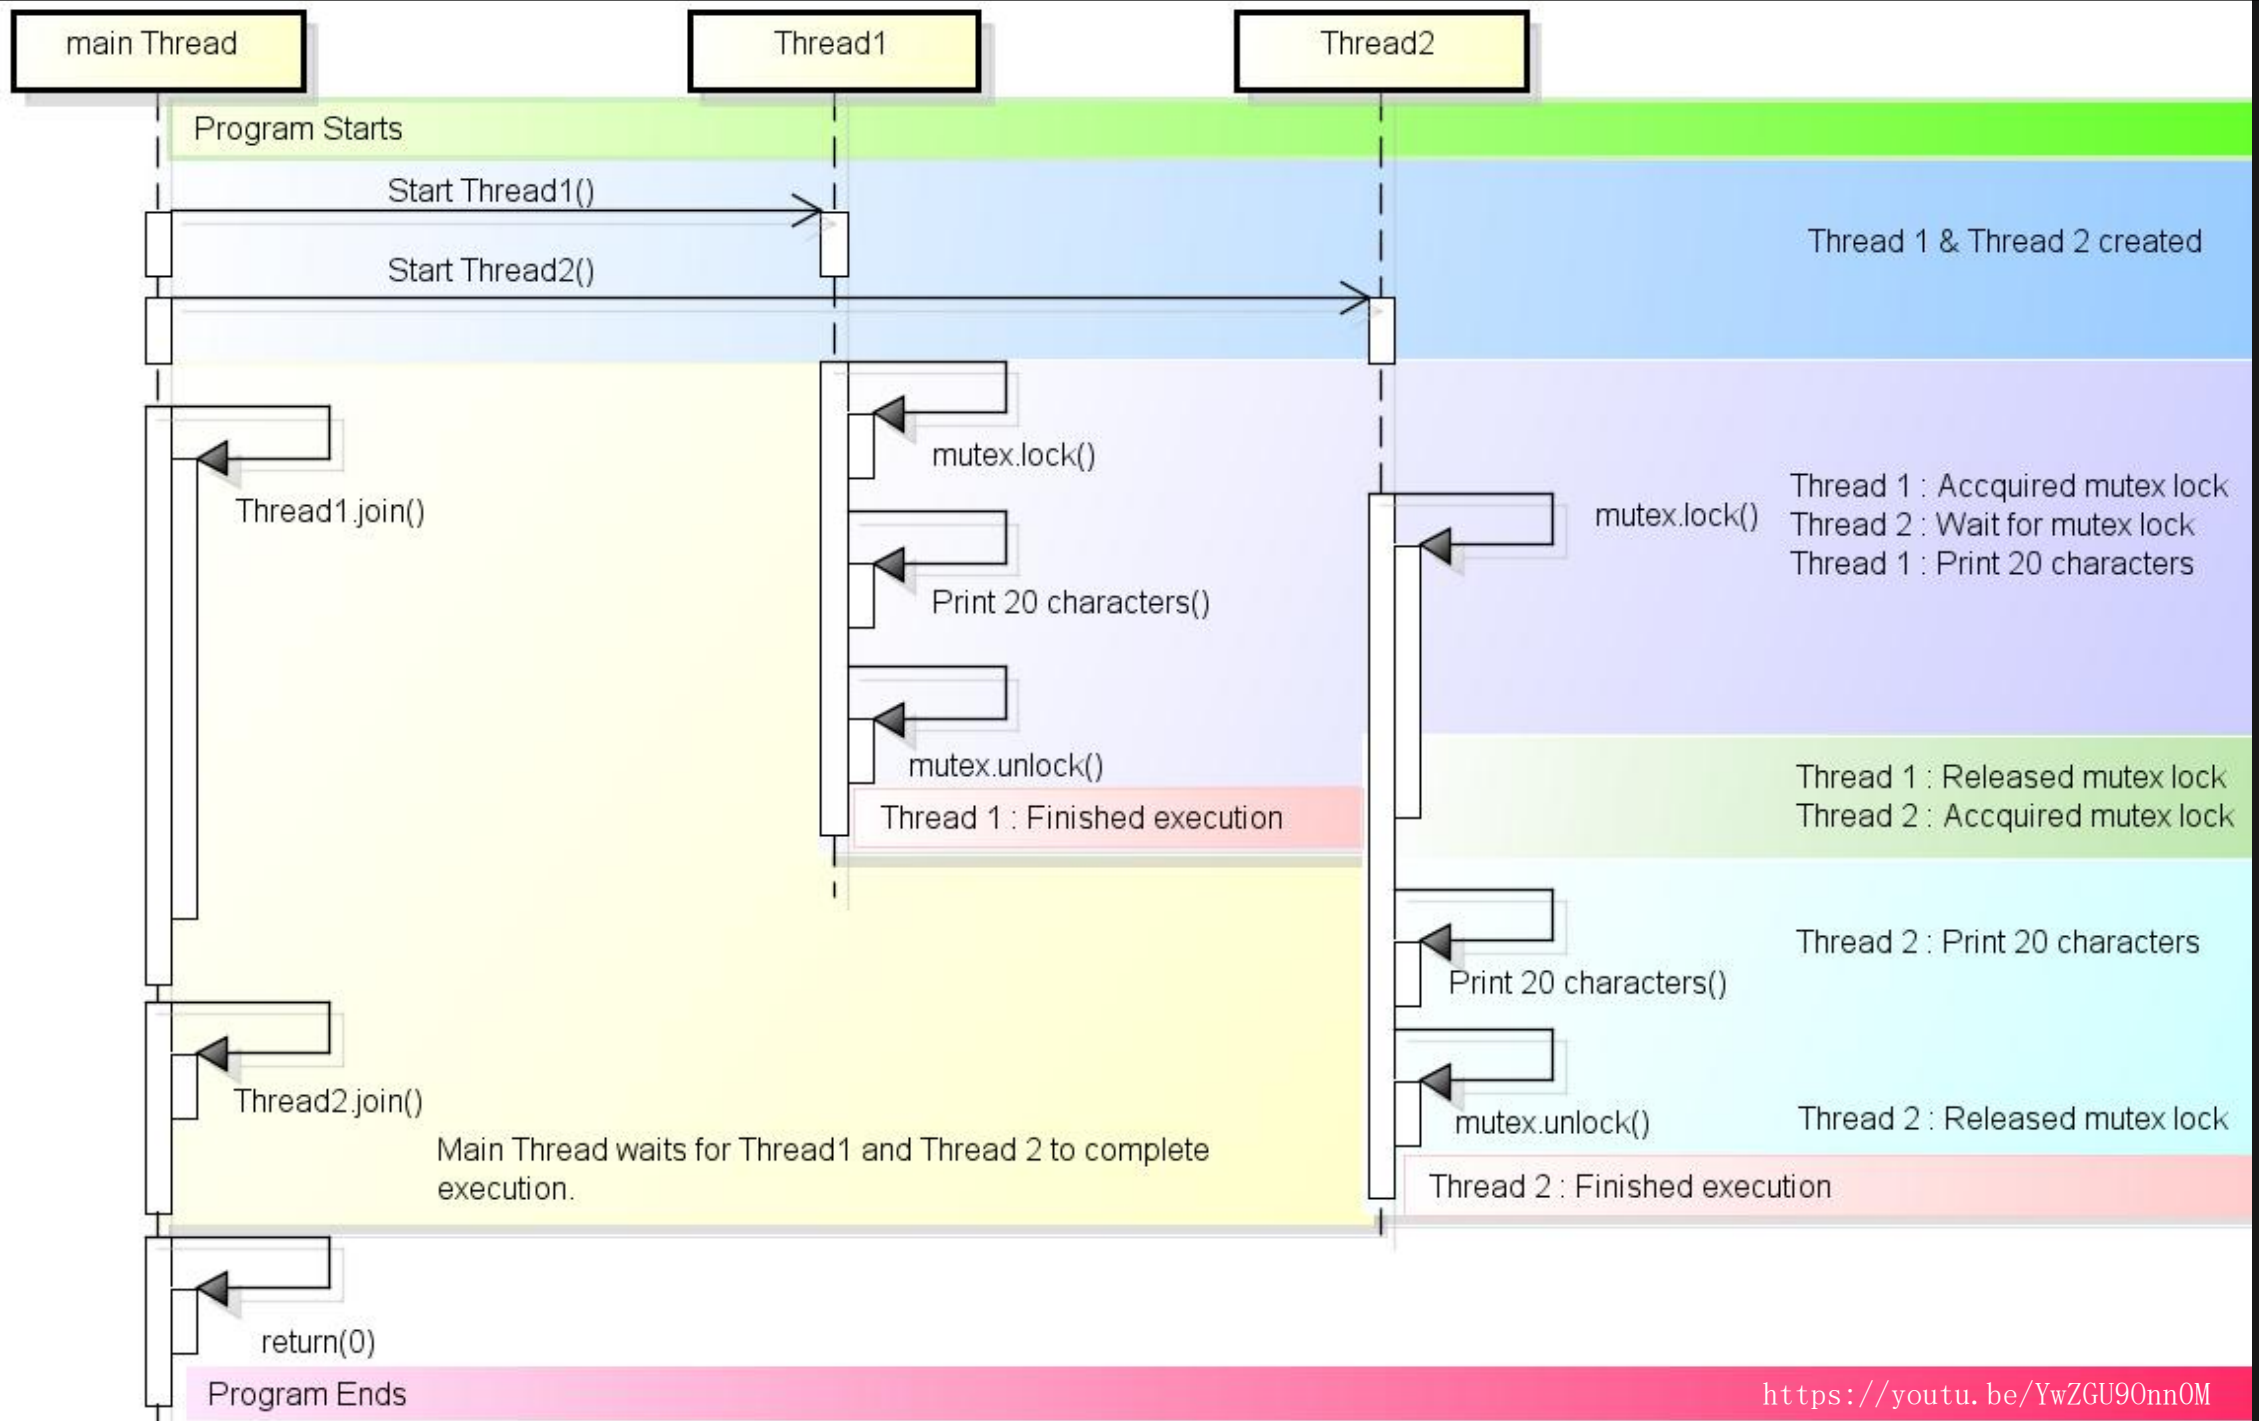 main Thread
Thread1
Thread2
Program Starts
Start Thread1()
Thread 1 & Thread 2 created
Start Thread2()
mutex.lock()
Thread1.join()
mutex.lock()
Thread 1 : Accquired mutex lock
Thread 2 : Wait for mutex lock
Thread 1 : Print 20 characters
Print 20 characters()
mutex.unlock()
Thread 1 : Released mutex lock
Thread 2 : Accquired mutex lock
Thread 1 : Finished execution
Thread 2 : Print 20 characters
Print 20 characters()
Thread2.join()
mutex.unlock()
Thread 2 : Released mutex lock
Main Thread waits for Thread1 and Thread 2 to complete
execution.
Thread 2 : Finished execution
return(0)
Program Ends
https://youtu.be/YwZGU9OnnOM